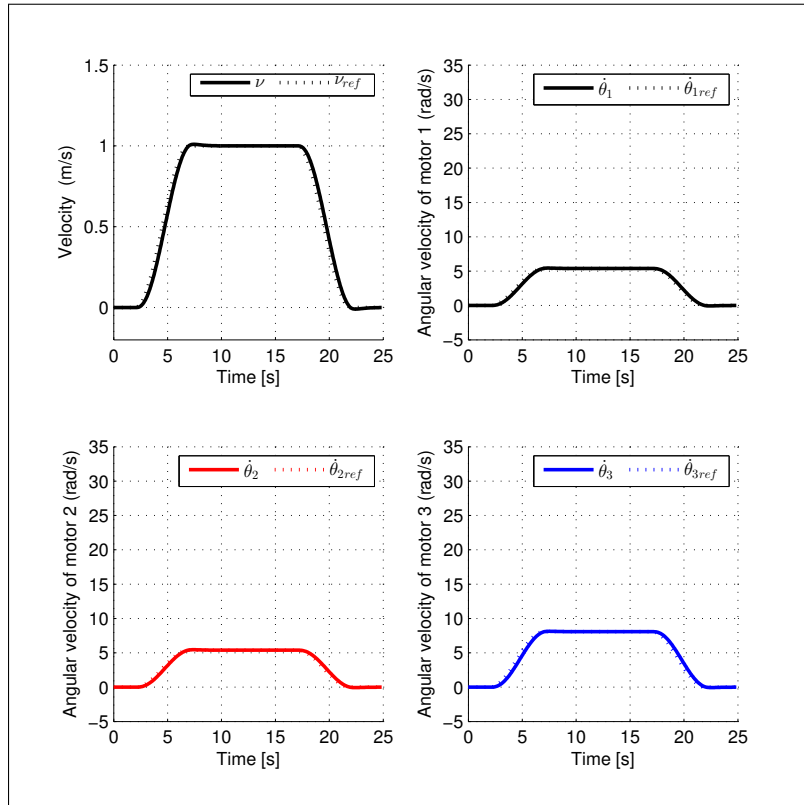 1.5
1
0.5
0
0 5 10 15 20 25
Time [s]
Velocity (m/s)
ν ν_ref
35
30
25
20
15
10
5
0
−5
0 5 10 15 20 25
Time [s]
Angular velocity of motor 1 (rad/s)
θ̇_1 θ̇_1ref
35
30
25
20
15
10
5
0
−5
0 5 10 15 20 25
Time [s]
Angular velocity of motor 2 (rad/s)
θ̇_2 θ̇_2ref
35
30
25
20
15
10
5
0
−5
0 5 10 15 20 25
Time [s]
Angular velocity of motor 3 (rad/s)
θ̇_3 θ̇_3ref